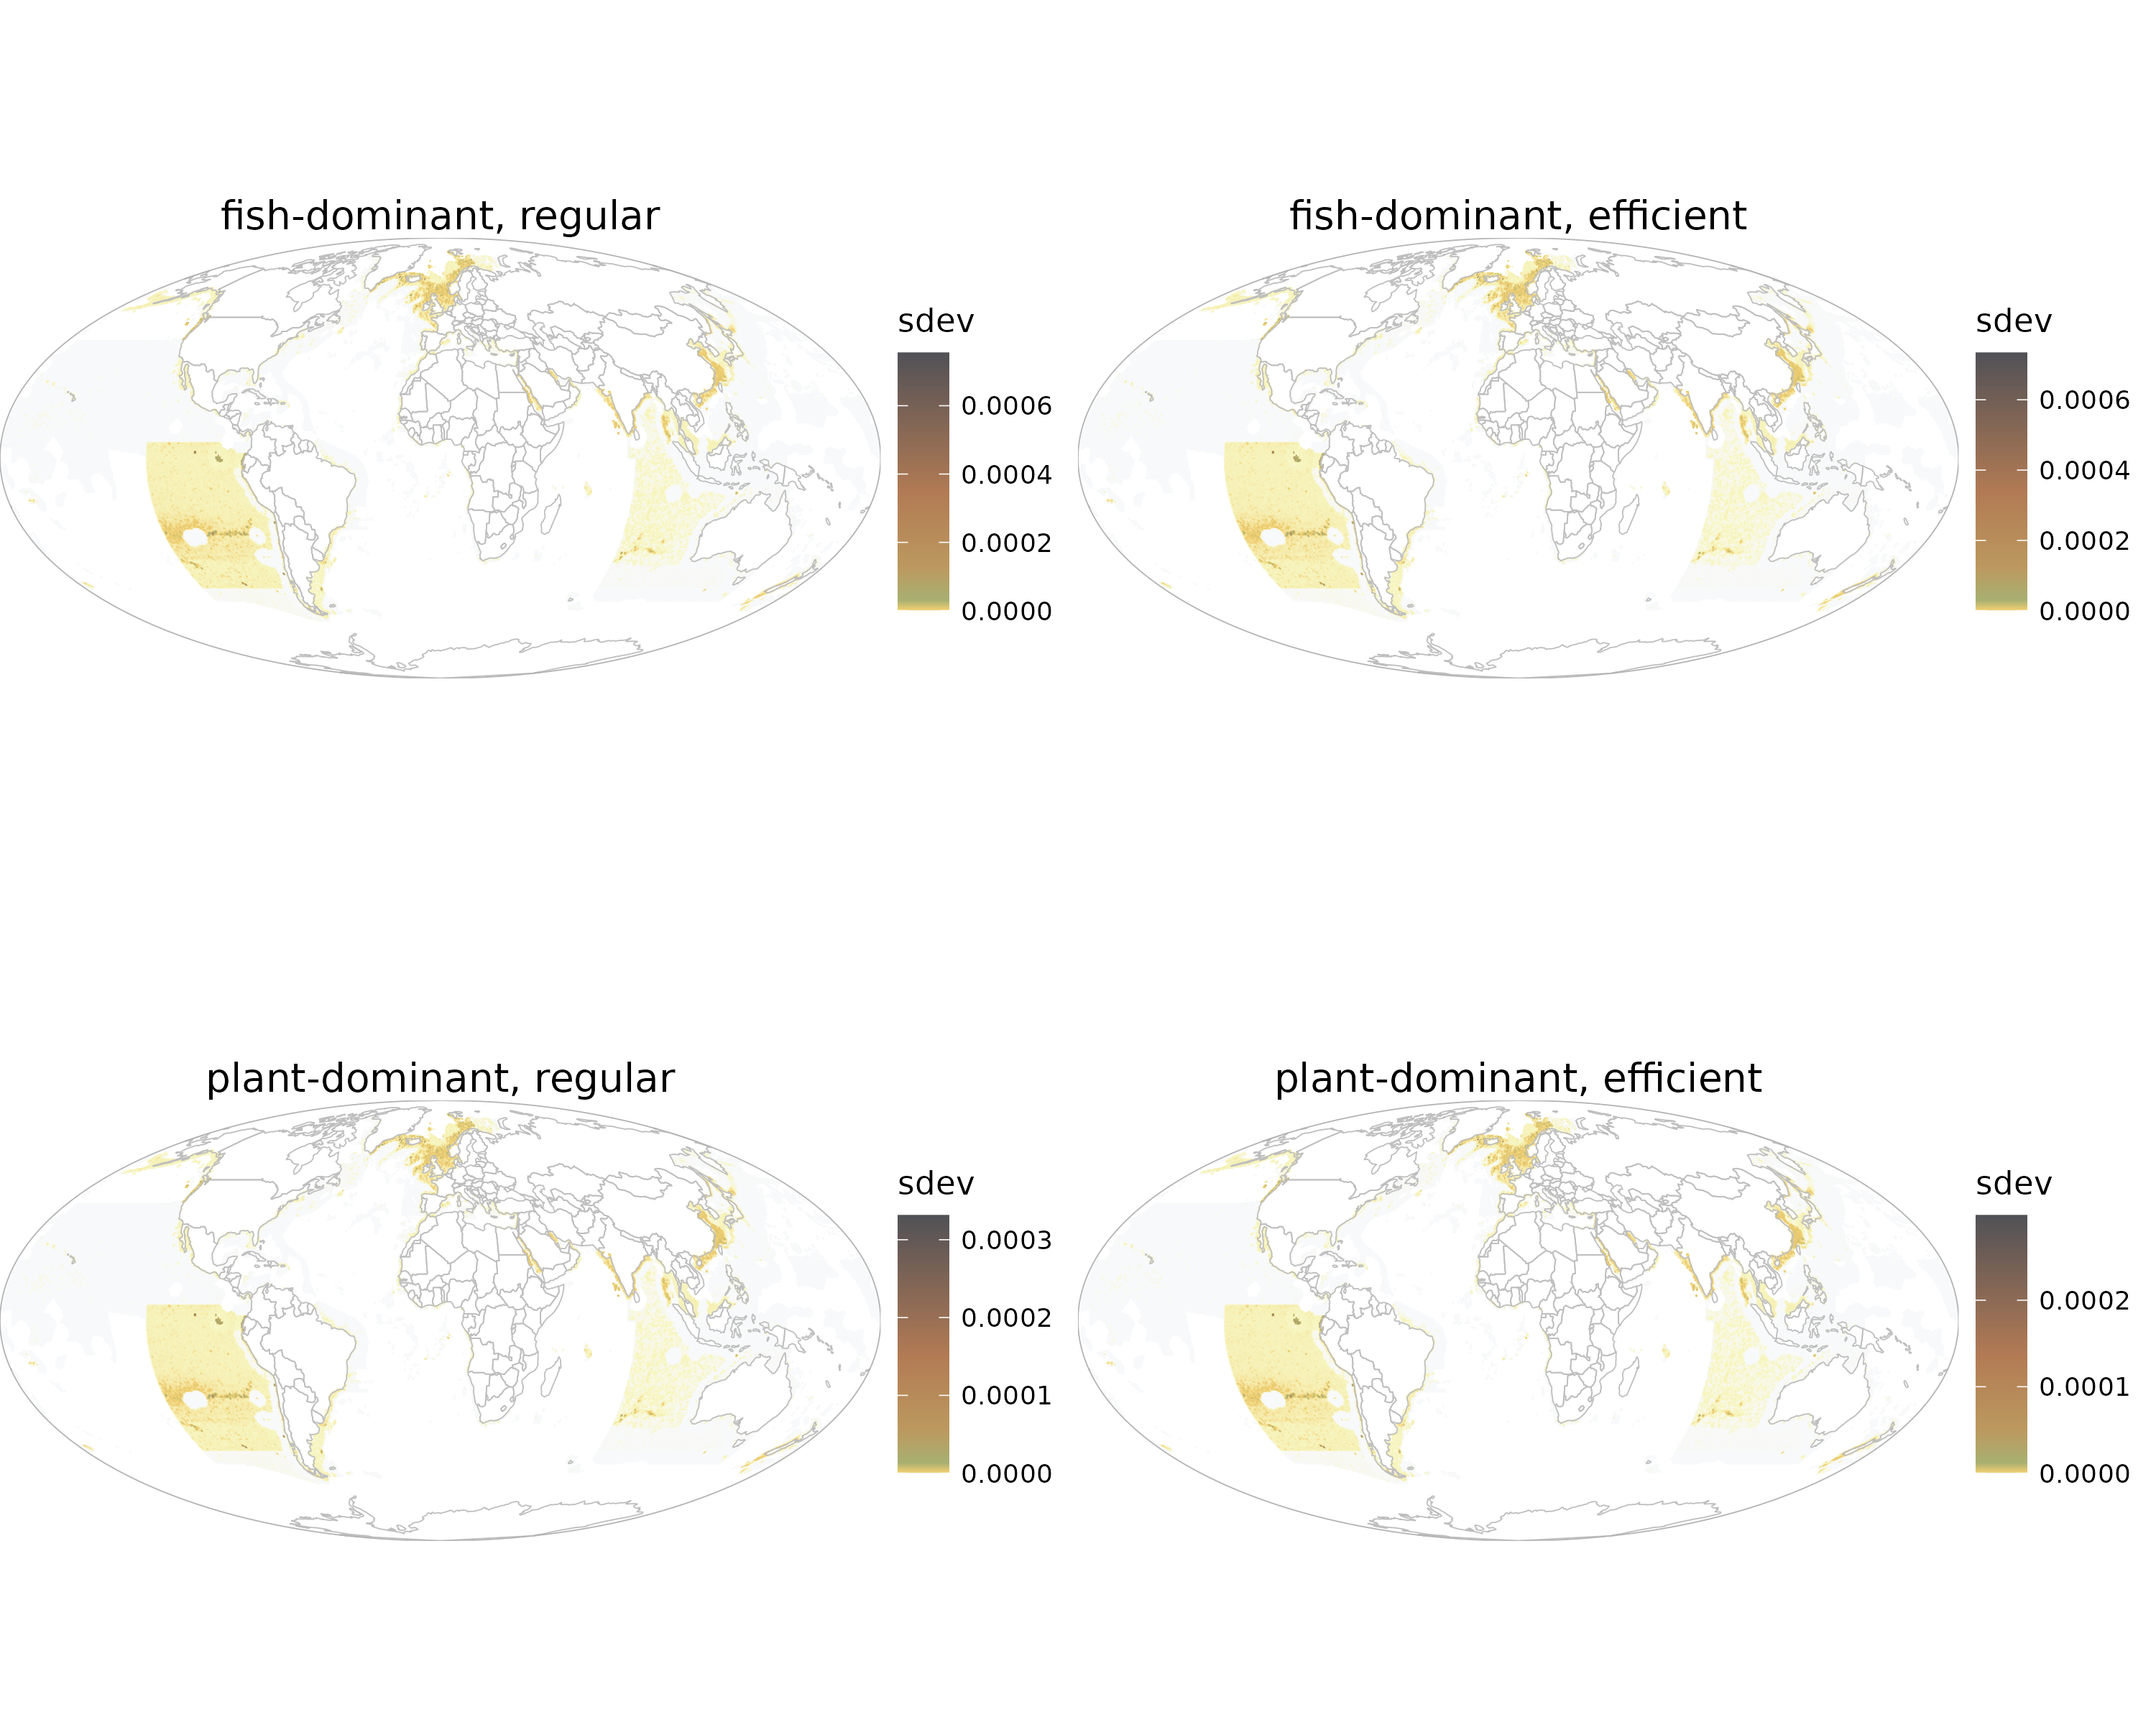 fish-dominant, regular
sdev
0.0006
0.0004
0.0002
0.0000
fish-dominant, efficient
sdev
0.0006
0.0004
0.0002
0.0000
plant-dominant, regular
sdev
0.0003
0.0002
0.0001
0.0000
plant-dominant, efficient
sdev
0.0002
0.0001
0.0000